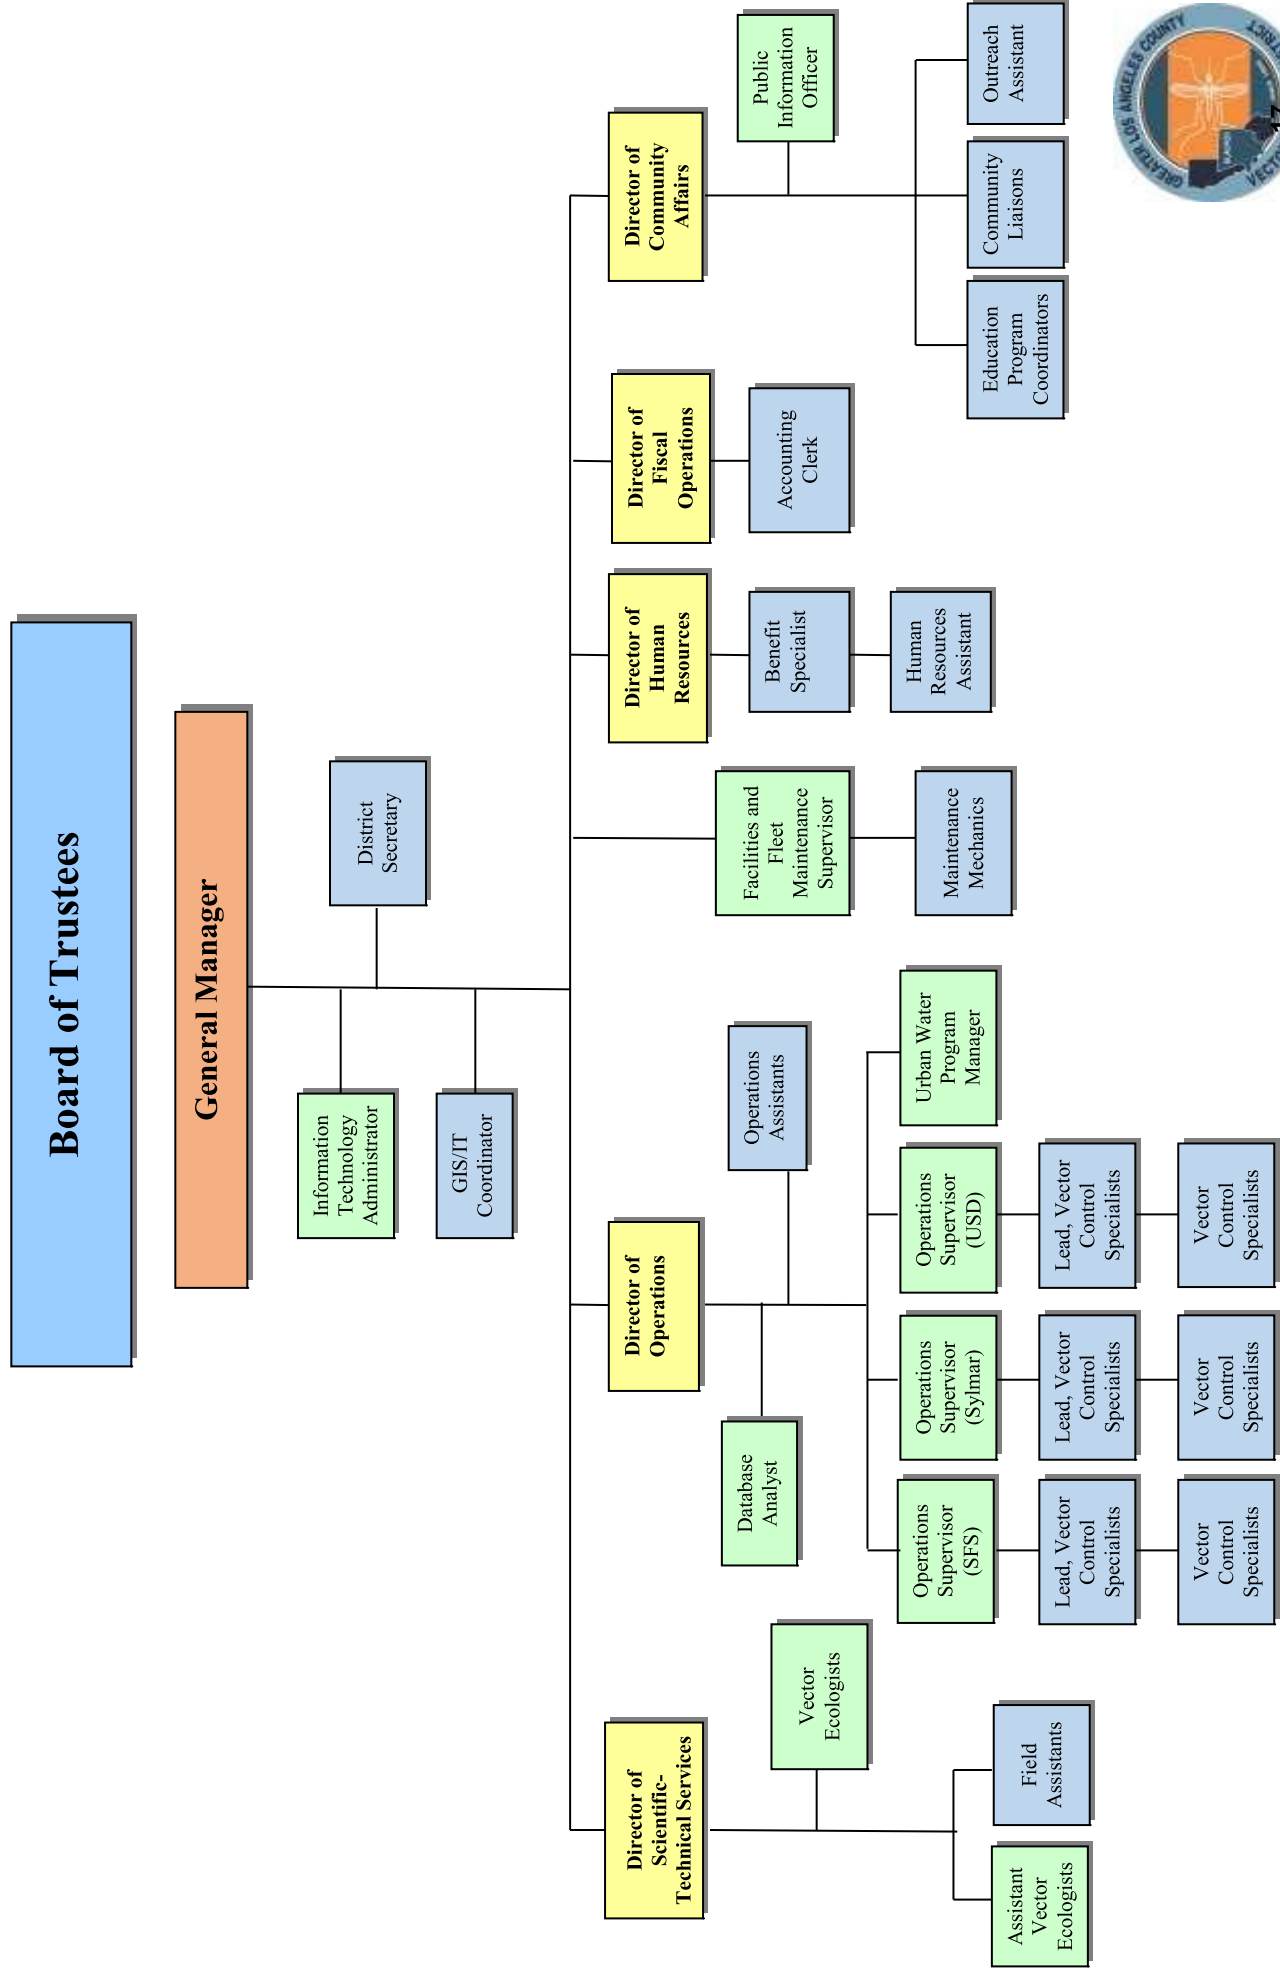 Board of Trustees
General Manager
Information
Technology
Administrator
District
Secretary
GIS/IT
Coordinator
Director of
Scientific-
Technical Services
Vector
Ecologists
Assistant
Vector
Ecologists
Field
Assistants
Director of
Operations
Database
Analyst
Operations
Assistants
Operations
Supervisor
(SFS)
Lead, Vector
Control
Specialists
Vector
Control
Specialists
Operations
Supervisor
(Sylmar)
Lead, Vector
Control
Specialists
Vector
Control
Specialists
Operations
Supervisor
(USD)
Lead, Vector
Control
Specialists
Vector
Control
Specialists
Urban Water
Program
Manager
Facilities and
Fleet
Maintenance
Supervisor
Maintenance
Mechanics
Director of
Human
Resources
Benefit
Specialist
Human
Resources
Assistant
Director of
Fiscal
Operations
Accounting
Clerk
Director of
Community
Affairs
Public
Information
Officer
Education
Program
Coordinators
Community
Liaisons
Outreach
Assistant
GREATER LOS ANGELES COUNTY